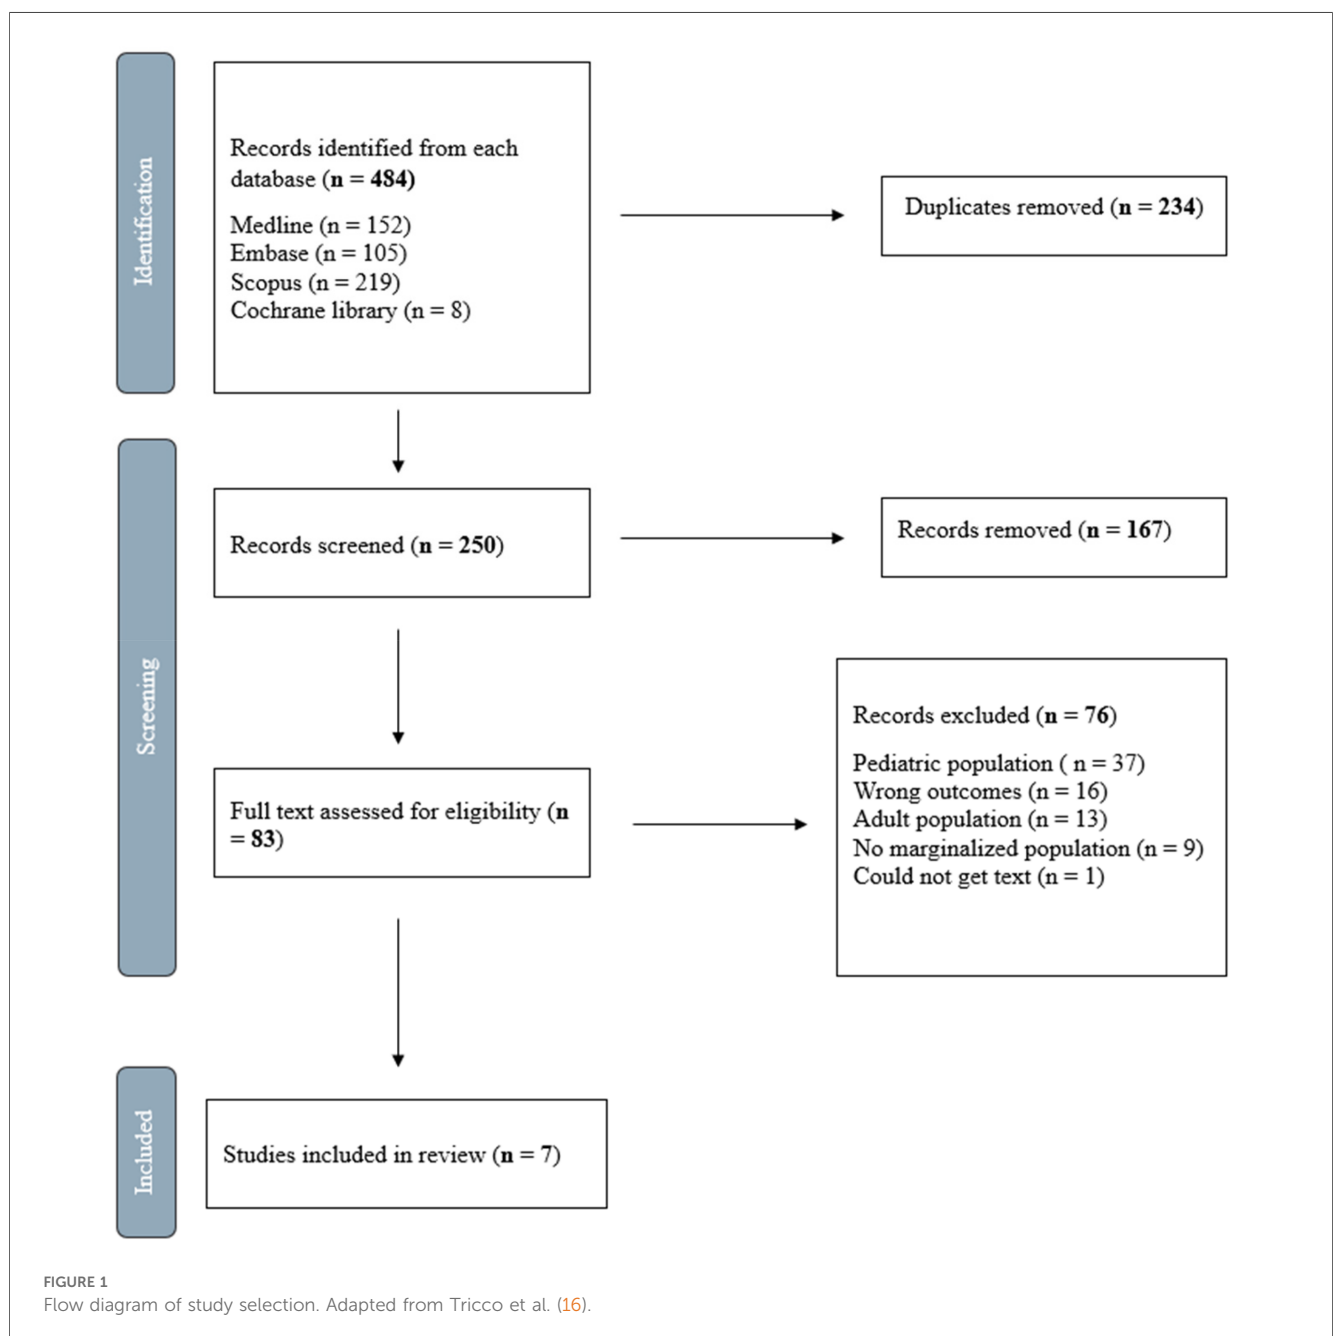 Identification
Records identified from each
database (n = 484)
Medline (n = 152)
Embase (n = 105)
Scopus (n = 219)
Cochrane library (n = 8)
Duplicates removed (n = 234)
Screening
Records screened (n = 250)
Records removed (n = 167)
Full text assessed for eligibility (n
= 83)
Records excluded (n = 76)
Pediatric population ( n = 37)
Wrong outcomes (n = 16)
Adult population (n = 13)
No marginalized population (n = 9)
Could not get text (n = 1)
Included
Studies included in review (n = 7)
FIGURE 1
Flow diagram of study selection. Adapted from Tricco et al. (16).